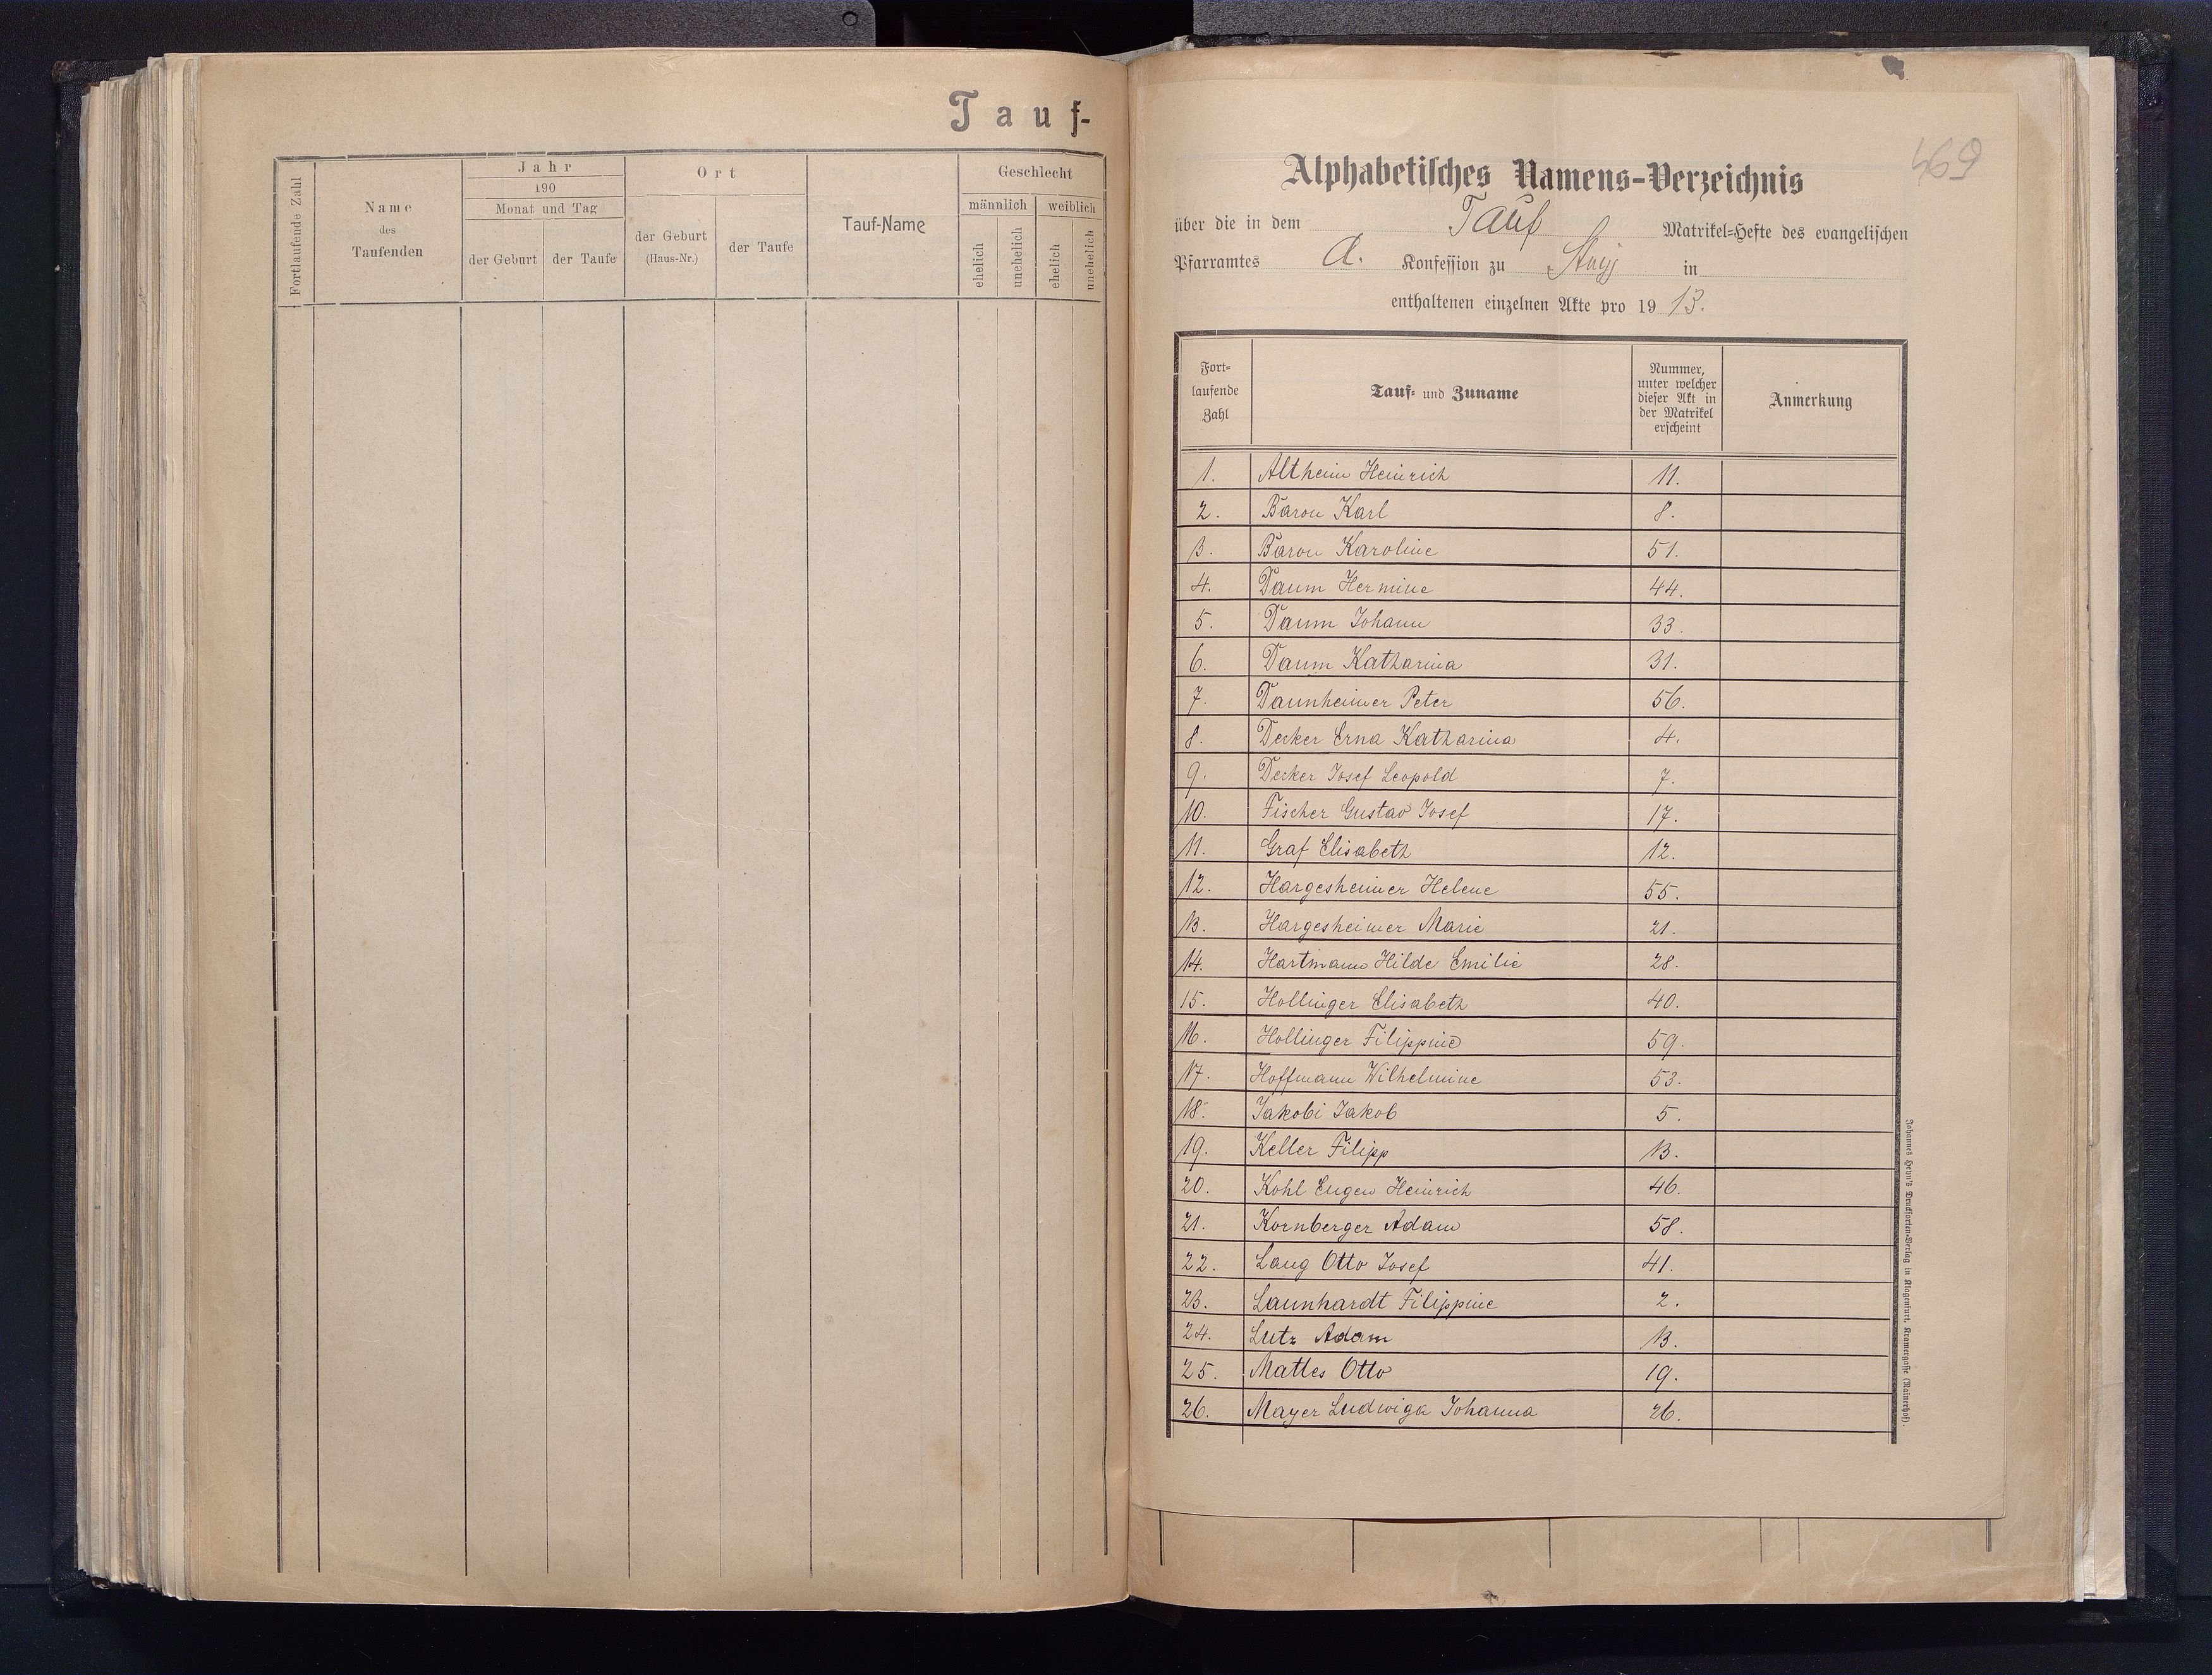 Tauf-
Fortlaufende Zahl
Name
des
Taufenden
Jahr
190
Monat und Tag
der Geburt
der Taufe
Ort
der Geburt
(Haus-Nr.)
der Taufe
Tauf-Name
Geschlecht
männlich
weiblich
ehelich
unehelich
ehelich
unehelich
469
Alphabetisches Namens-Verzeichnis
über die in dem Tauf Matrikel-Hefte des evangelischen
Pfarramtes A. Konfession zu in
enthaltenen einzelnen Akte pro 1913.
Fort-
laufende
Zahl
Tauf- und Zuname
Nummer,
unter welcher
dieser Akt in
der Matrikel
erscheint
Anmerkung
1. Altheim Heinrich 11.
2. Baron Karl 8.
3. Baron Karoline 51.
4. Daum Hermine 44.
5. Daum Johann 33.
6. Daum Katharina 31.
7. Daunheimer Peter 56.
8. Decker Erna Katharina 4.
9. Decker Josef Leopold 7.
10. Fischer Gustav Josef 17.
11. Graf Elisabeth 12.
12. Hargesheimer Helene 55.
13. Hargesheimer Marie 21.
14. Hartmann Hilde Emilie 28.
15. Hollinger Elisabeth 40.
16. Hollinger Filippine 59.
17. Hoffmann Wilhelmine 53.
18. Jakobi Jakob 5.
19. Keller Filipp 13.
20. Kohl Eugen Heinrich 46.
21. Kornberger Adam 58.
22. Lang Otto Josef 41.
23. Launhardt Filippine 2.
24. Lutz Adam 13.
25. Mattes Otto 19.
26. Mayer Ludwiga Johanna 26.
Johannes Heyn's Drucksorten-Verlag in Klagenfurt, Kramergasse (Rainerhof).